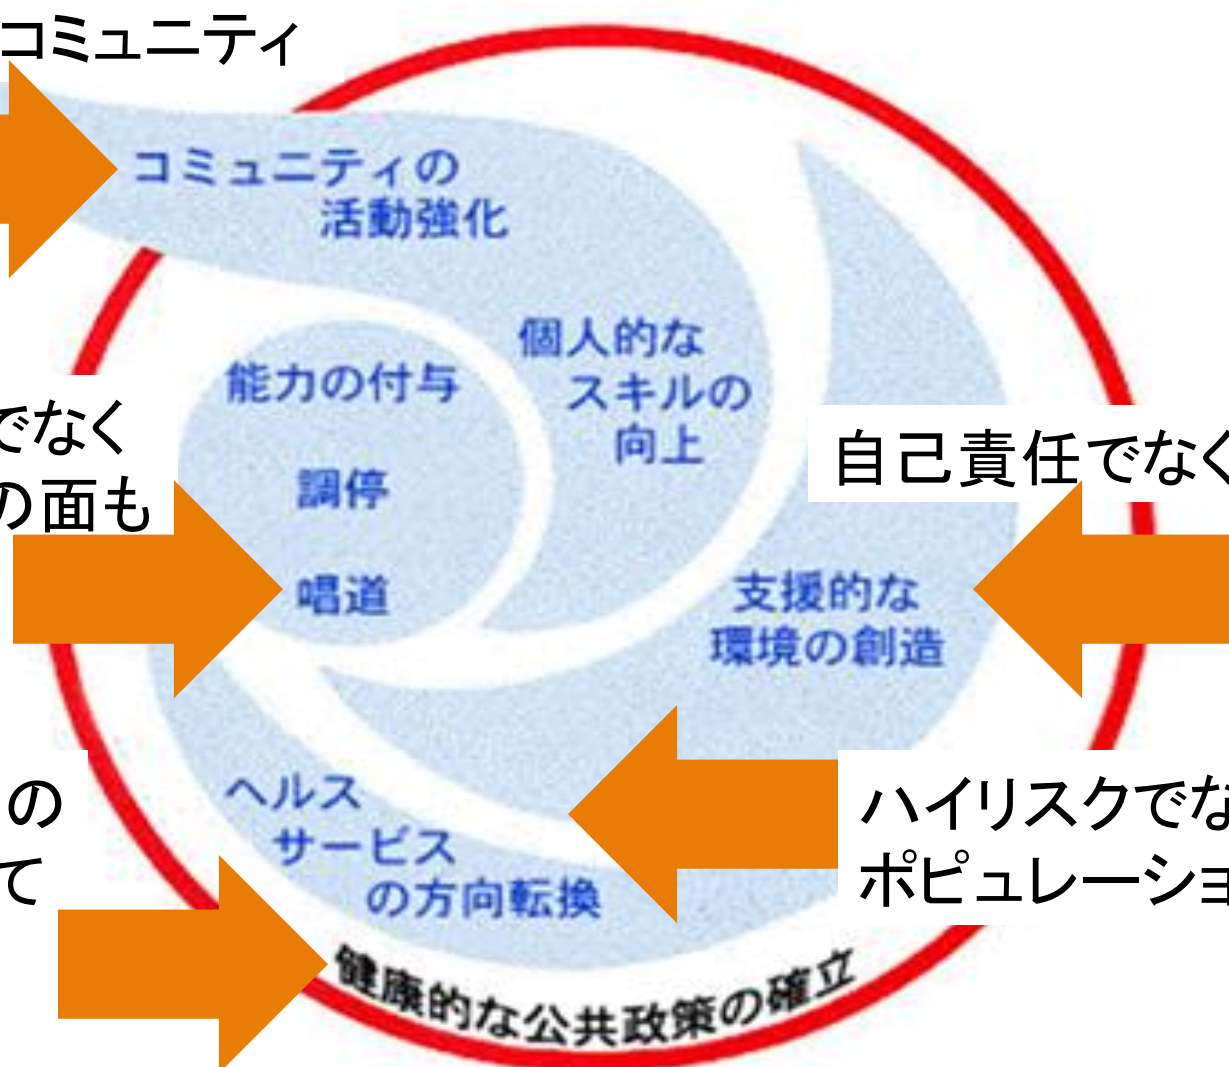 コミュニティ
コミュニティの
活動強化
個人的な
スキルの
向上
能力の付与
調停
唱道
でなく
の面も
自己責任でなく
支援的な
環境の創造
の
て
ヘルス
サービス
の方向転換
ハイリスクでな
ポピュレーショ
健康的な公共政策の確立